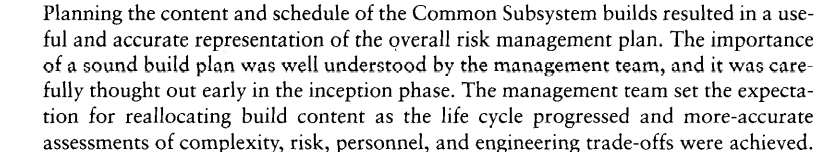 Planning the content and schedule of the Common Subsystem builds resulted in a use-
ful and accurate representation of the overall risk management plan. The importance
of a sound build plan was well understood by the management team, and it was care-
fully thought out early in the inception phase. The management team set the expecta-
tion for reallocating build content as the life cycle progressed and more-accurate
assessments of complexity, risk, personnel, and engineering trade-offs were achieved.